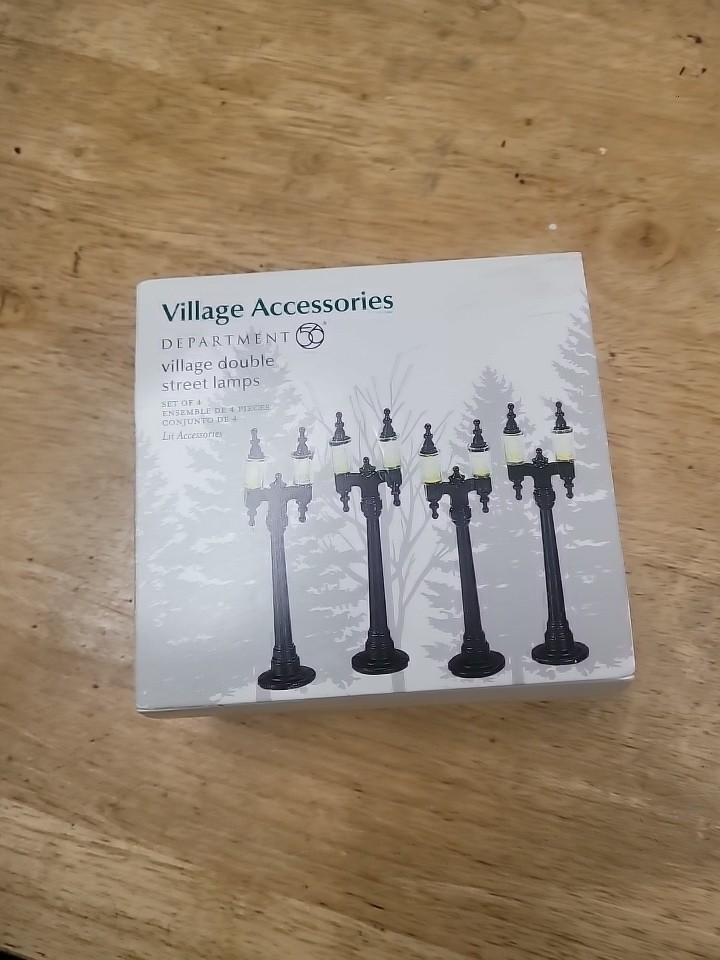 Village Accessories
DEPARTMENT 56®
village double
street lamps
SET OF 4
ENSEMBLE DE 4 PIECES
CONJUNTO DE 4
Lit Accessories